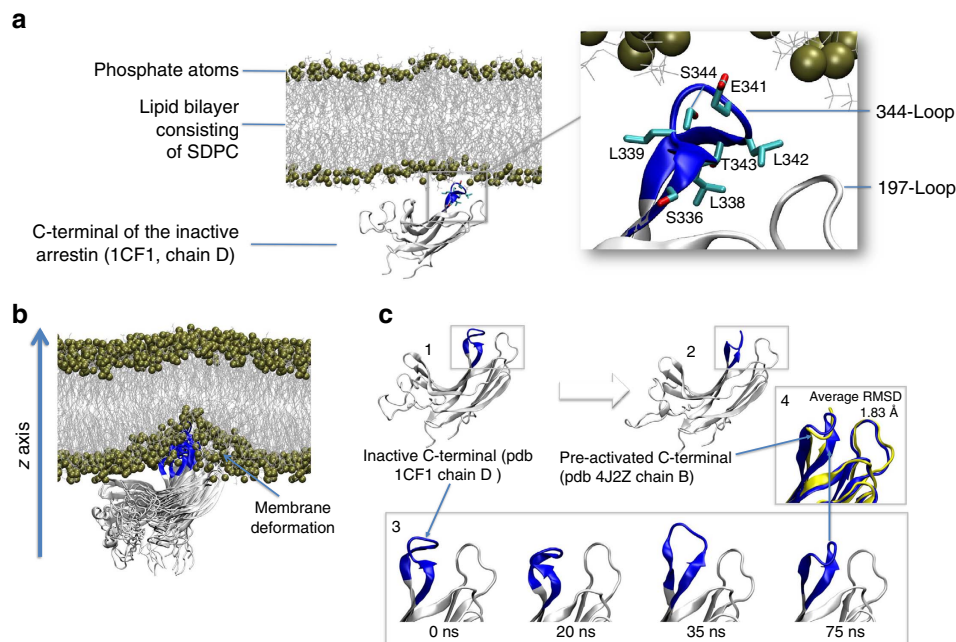 a
Phosphate atoms
Lipid bilayer
consisting
of SDPC
C-terminal of the inactive
arrestin (1CF1, chain D)
S344
E341
344-Loop
L339
T343
L342
197-Loop
S336
L338
b
z axis
Membrane
deformation
c
1
2
Inactive C-terminal (pdb
1CF1 chain D )
Pre-activated C-terminal
(pdb 4J2Z chain B)
4
Average RMSD
1.83 Å
3
0 ns
20 ns
35 ns
75 ns